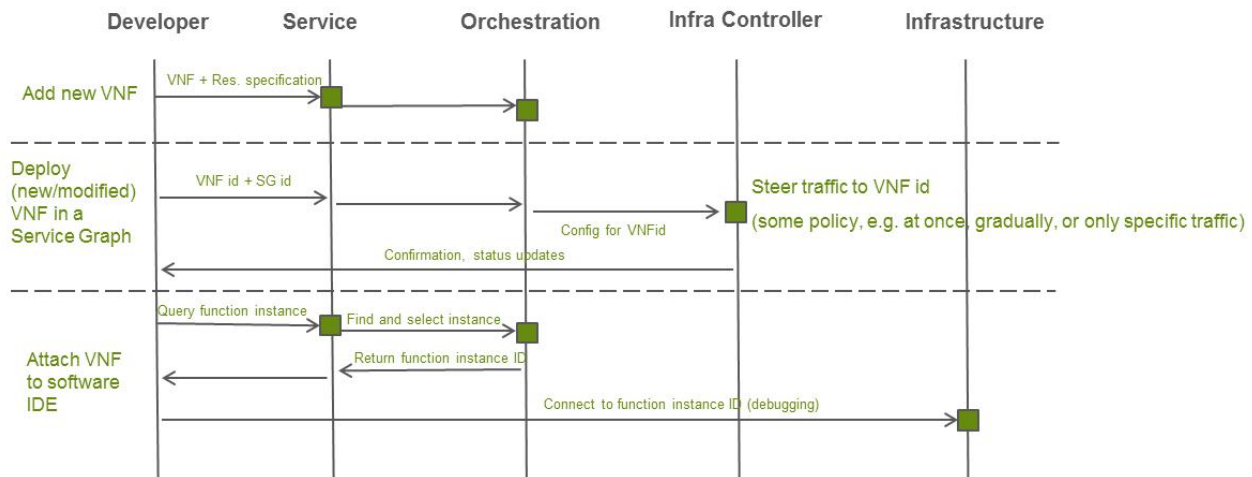 Developer
Service
Orchestration
Infra Controller
Infrastructure
Add new VNF
VNF + Res. specification
Deploy
(new/modified)
VNF in a
Service Graph
VNF id + SG id
Config for VNFid
Steer traffic to VNF id
(some policy, e.g. at once, gradually, or only specific traffic)
Confirmation, status updates
Query function instance
Find and select instance
Return function instance ID
Attach VNF
to software
IDE
Connect to function instance ID (debugging)